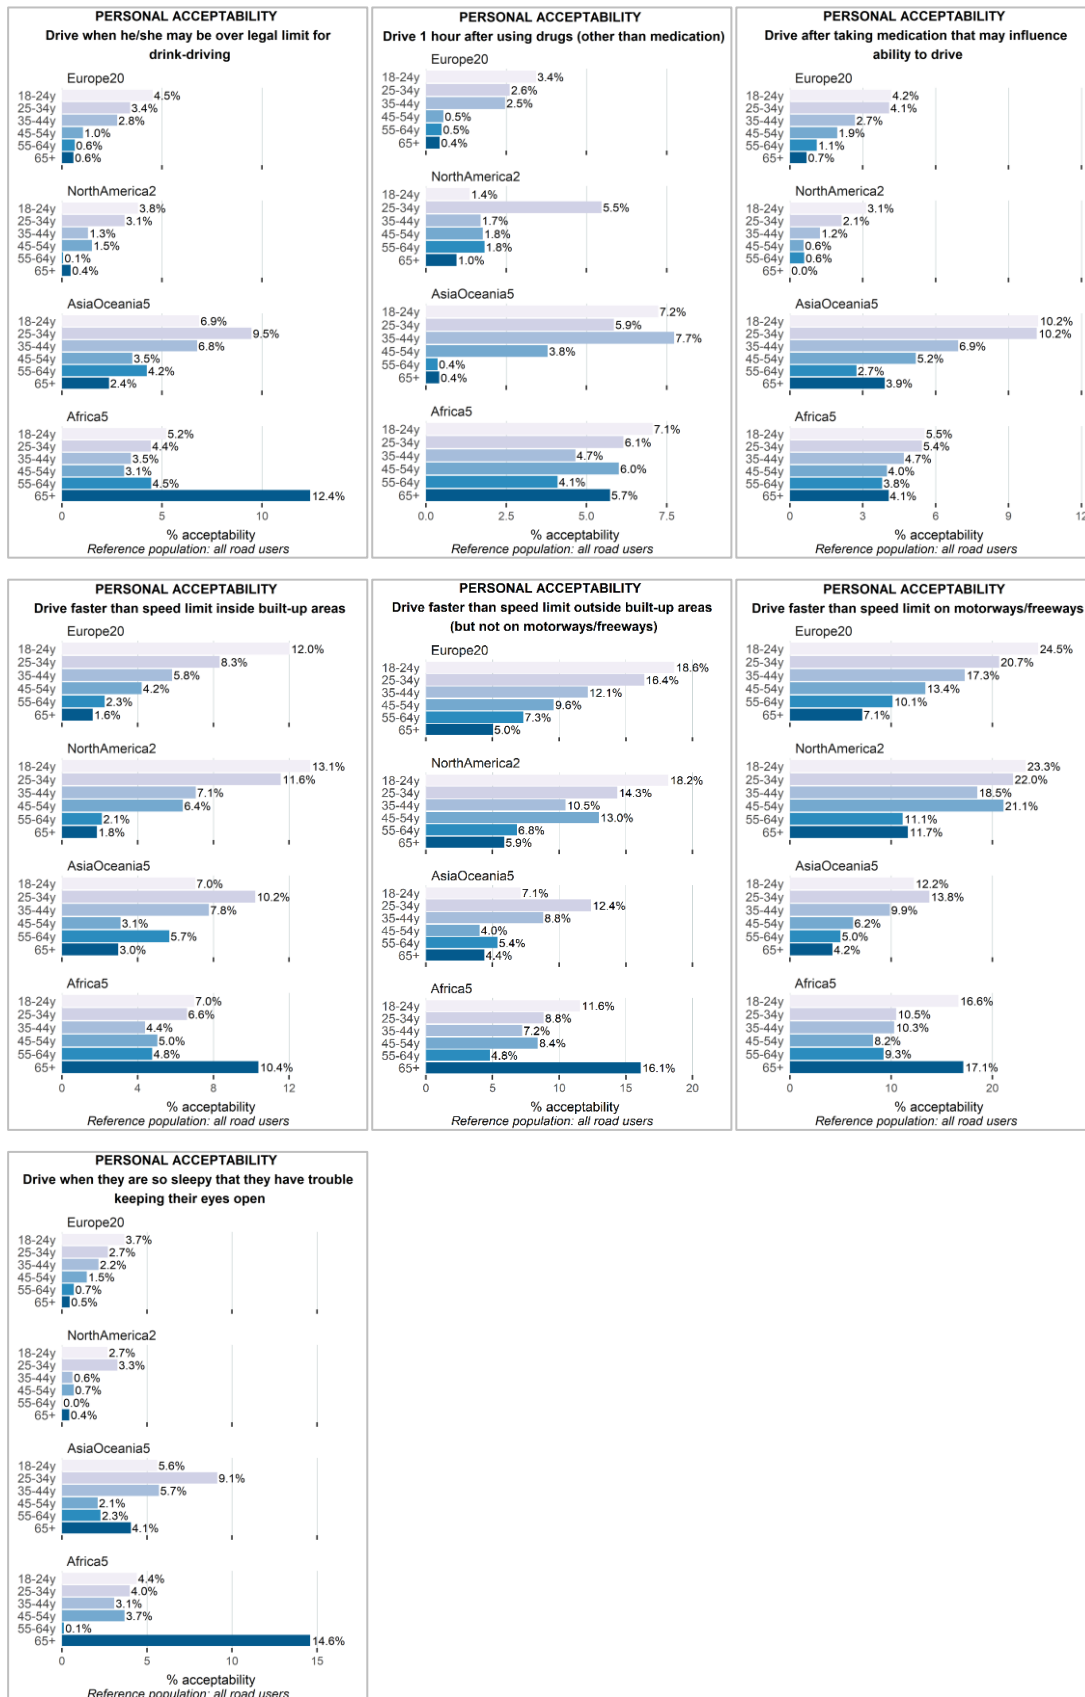 PERSONAL ACCEPTABILITY
Drive when he/she may be over legal limit for
drink-driving
Europe20
18-24y 4.5%
25-34y 3.4%
35-44y 2.8%
45-54y 1.0%
55-64y 0.6%
65+ 0.6%
NorthAmerica2
18-24y 3.8%
25-34y 3.1%
35-44y 1.3%
45-54y 1.5%
55-64y 0.1%
65+ 0.4%
AsiaOceania5
18-24y 6.9%
25-34y 9.5%
35-44y 6.8%
45-54y 3.5%
55-64y 4.2%
65+ 2.4%
Africa5
18-24y 5.2%
25-34y 4.4%
35-44y 3.5%
45-54y 3.1%
55-64y 4.5%
65+ 12.4%
0 5 10
% acceptability
Reference population: all road users
PERSONAL ACCEPTABILITY
Drive 1 hour after using drugs (other than medication)
Europe20
18-24y 3.4%
25-34y 2.6%
35-44y 2.5%
45-54y 0.5%
55-64y 0.5%
65+ 0.4%
NorthAmerica2
18-24y 1.4%
25-34y 5.5%
35-44y 1.7%
45-54y 1.8%
55-64y 1.8%
65+ 1.0%
AsiaOceania5
18-24y 7.2%
25-34y 5.9%
35-44y 7.7%
45-54y 3.8%
55-64y 0.4%
65+ 0.4%
Africa5
18-24y 7.1%
25-34y 6.1%
35-44y 4.7%
45-54y 6.0%
55-64y 4.1%
65+ 5.7%
0.0 2.5 5.0 7.5
% acceptability
Reference population: all road users
PERSONAL ACCEPTABILITY
Drive after taking medication that may influence
ability to drive
Europe20
18-24y 4.2%
25-34y 4.1%
35-44y 2.7%
45-54y 1.9%
55-64y 1.1%
65+ 0.7%
NorthAmerica2
18-24y 3.1%
25-34y 2.1%
35-44y 1.2%
45-54y 0.6%
55-64y 0.6%
65+ 0.0%
AsiaOceania5
18-24y 10.2%
25-34y 10.2%
35-44y 6.9%
45-54y 5.2%
55-64y 2.7%
65+ 3.9%
Africa5
18-24y 5.5%
25-34y 5.4%
35-44y 4.7%
45-54y 4.0%
55-64y 3.8%
65+ 4.1%
0 3 6 9 12
% acceptability
Reference population: all road users
PERSONAL ACCEPTABILITY
Drive faster than speed limit inside built-up areas
Europe20
18-24y 12.0%
25-34y 8.3%
35-44y 5.8%
45-54y 4.2%
55-64y 2.3%
65+ 1.6%
NorthAmerica2
18-24y 13.1%
25-34y 11.6%
35-44y 7.1%
45-54y 6.4%
55-64y 2.1%
65+ 1.8%
AsiaOceania5
18-24y 7.0%
25-34y 10.2%
35-44y 7.8%
45-54y 3.1%
55-64y 5.7%
65+ 3.0%
Africa5
18-24y 7.0%
25-34y 6.6%
35-44y 4.4%
45-54y 5.0%
55-64y 4.8%
65+ 10.4%
0 4 8 12
% acceptability
Reference population: all road users
PERSONAL ACCEPTABILITY
Drive faster than speed limit outside built-up areas
(but not on motorways/freeways)
Europe20
18-24y 18.6%
25-34y 16.4%
35-44y 12.1%
45-54y 9.6%
55-64y 7.3%
65+ 5.0%
NorthAmerica2
18-24y 18.2%
25-34y 14.3%
35-44y 10.5%
45-54y 13.0%
55-64y 6.8%
65+ 5.9%
AsiaOceania5
18-24y 7.1%
25-34y 12.4%
35-44y 8.8%
45-54y 4.0%
55-64y 5.4%
65+ 4.4%
Africa5
18-24y 11.6%
25-34y 8.8%
35-44y 7.2%
45-54y 8.4%
55-64y 4.8%
65+ 16.1%
0 5 10 15 20
% acceptability
Reference population: all road users
PERSONAL ACCEPTABILITY
Drive faster than speed limit on motorways/freeways
Europe20
18-24y 24.5%
25-34y 20.7%
35-44y 17.3%
45-54y 13.4%
55-64y 10.1%
65+ 7.1%
NorthAmerica2
18-24y 23.3%
25-34y 22.0%
35-44y 18.5%
45-54y 21.1%
55-64y 11.1%
65+ 11.7%
AsiaOceania5
18-24y 12.2%
25-34y 13.8%
35-44y 9.9%
45-54y 6.2%
55-64y 5.0%
65+ 4.2%
Africa5
18-24y 16.6%
25-34y 10.5%
35-44y 10.3%
45-54y 8.2%
55-64y 9.3%
65+ 17.1%
0 10 20
% acceptability
Reference population: all road users
PERSONAL ACCEPTABILITY
Drive when they are so sleepy that they have trouble
keeping their eyes open
Europe20
18-24y 3.7%
25-34y 2.7%
35-44y 2.2%
45-54y 1.5%
55-64y 0.7%
65+ 0.5%
NorthAmerica2
18-24y 2.7%
25-34y 3.3%
35-44y 0.6%
45-54y 0.7%
55-64y 0.0%
65+ 0.4%
AsiaOceania5
18-24y 5.6%
25-34y 9.1%
35-44y 5.7%
45-54y 2.1%
55-64y 2.3%
65+ 4.1%
Africa5
18-24y 4.4%
25-34y 4.0%
35-44y 3.1%
45-54y 3.7%
55-64y 0.1%
65+ 14.6%
0 5 10 15
% acceptability
Reference population: all road users